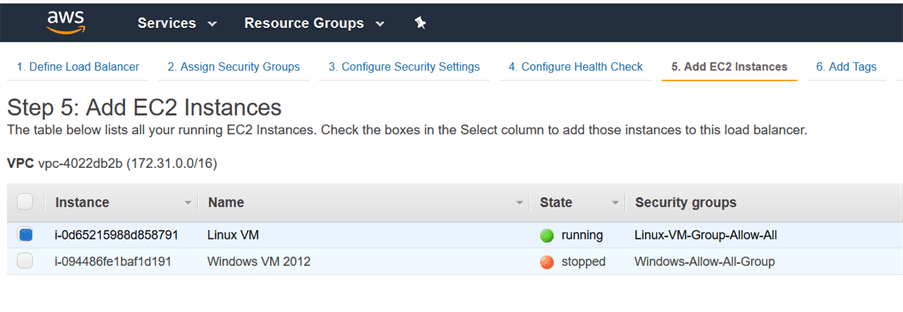 aws Services Resource Groups
1. Define Load Balancer 2. Assign Security Groups 3. Configure Security Settings 4. Configure Health Check 5. Add EC2 Instances 6. Add Tags
Step 5: Add EC2 Instances
The table below lists all your running EC2 Instances. Check the boxes in the Select column to add those instances to this load balancer.
VPC vpc-4022db2b (172.31.0.0/16)
Instance Name State Security groups
i-0d65215988d858791 Linux VM running Linux-VM-Group-Allow-All
i-094486fe1baf1d191 Windows VM 2012 stopped Windows-Allow-All-Group